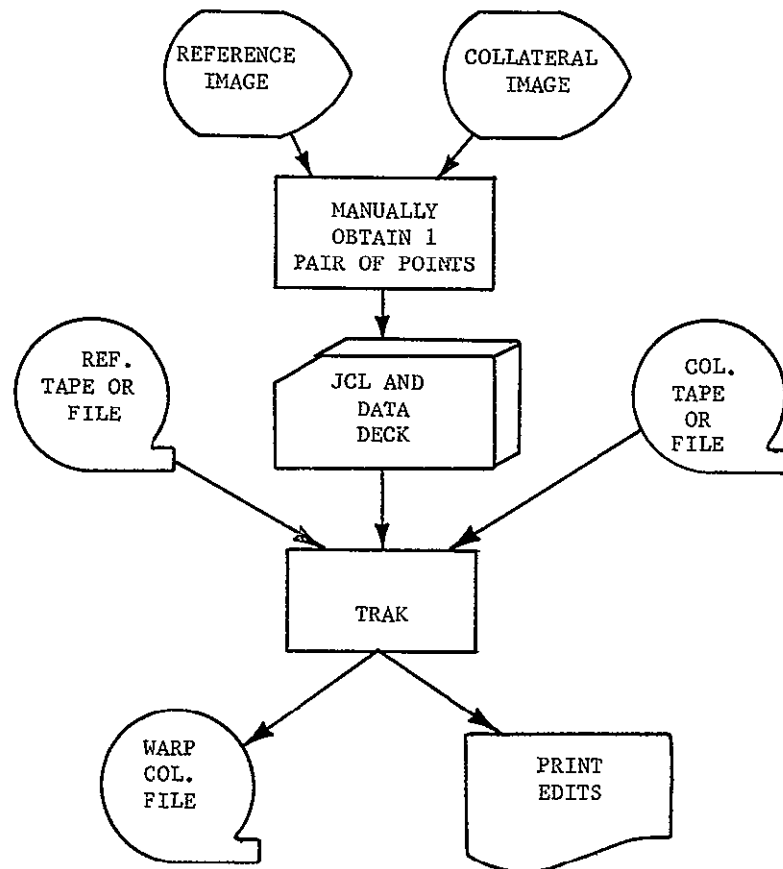 REFERENCE
IMAGE
COLLATERAL
IMAGE
MANUALLY
OBTAIN 1
PAIR OF POINTS
REF.
TAPE OR
FILE
JCL AND
DATA
DECK
COL.
TAPE
OR
FILE
TRAK
WARP
COL.
FILE
PRINT
EDITS